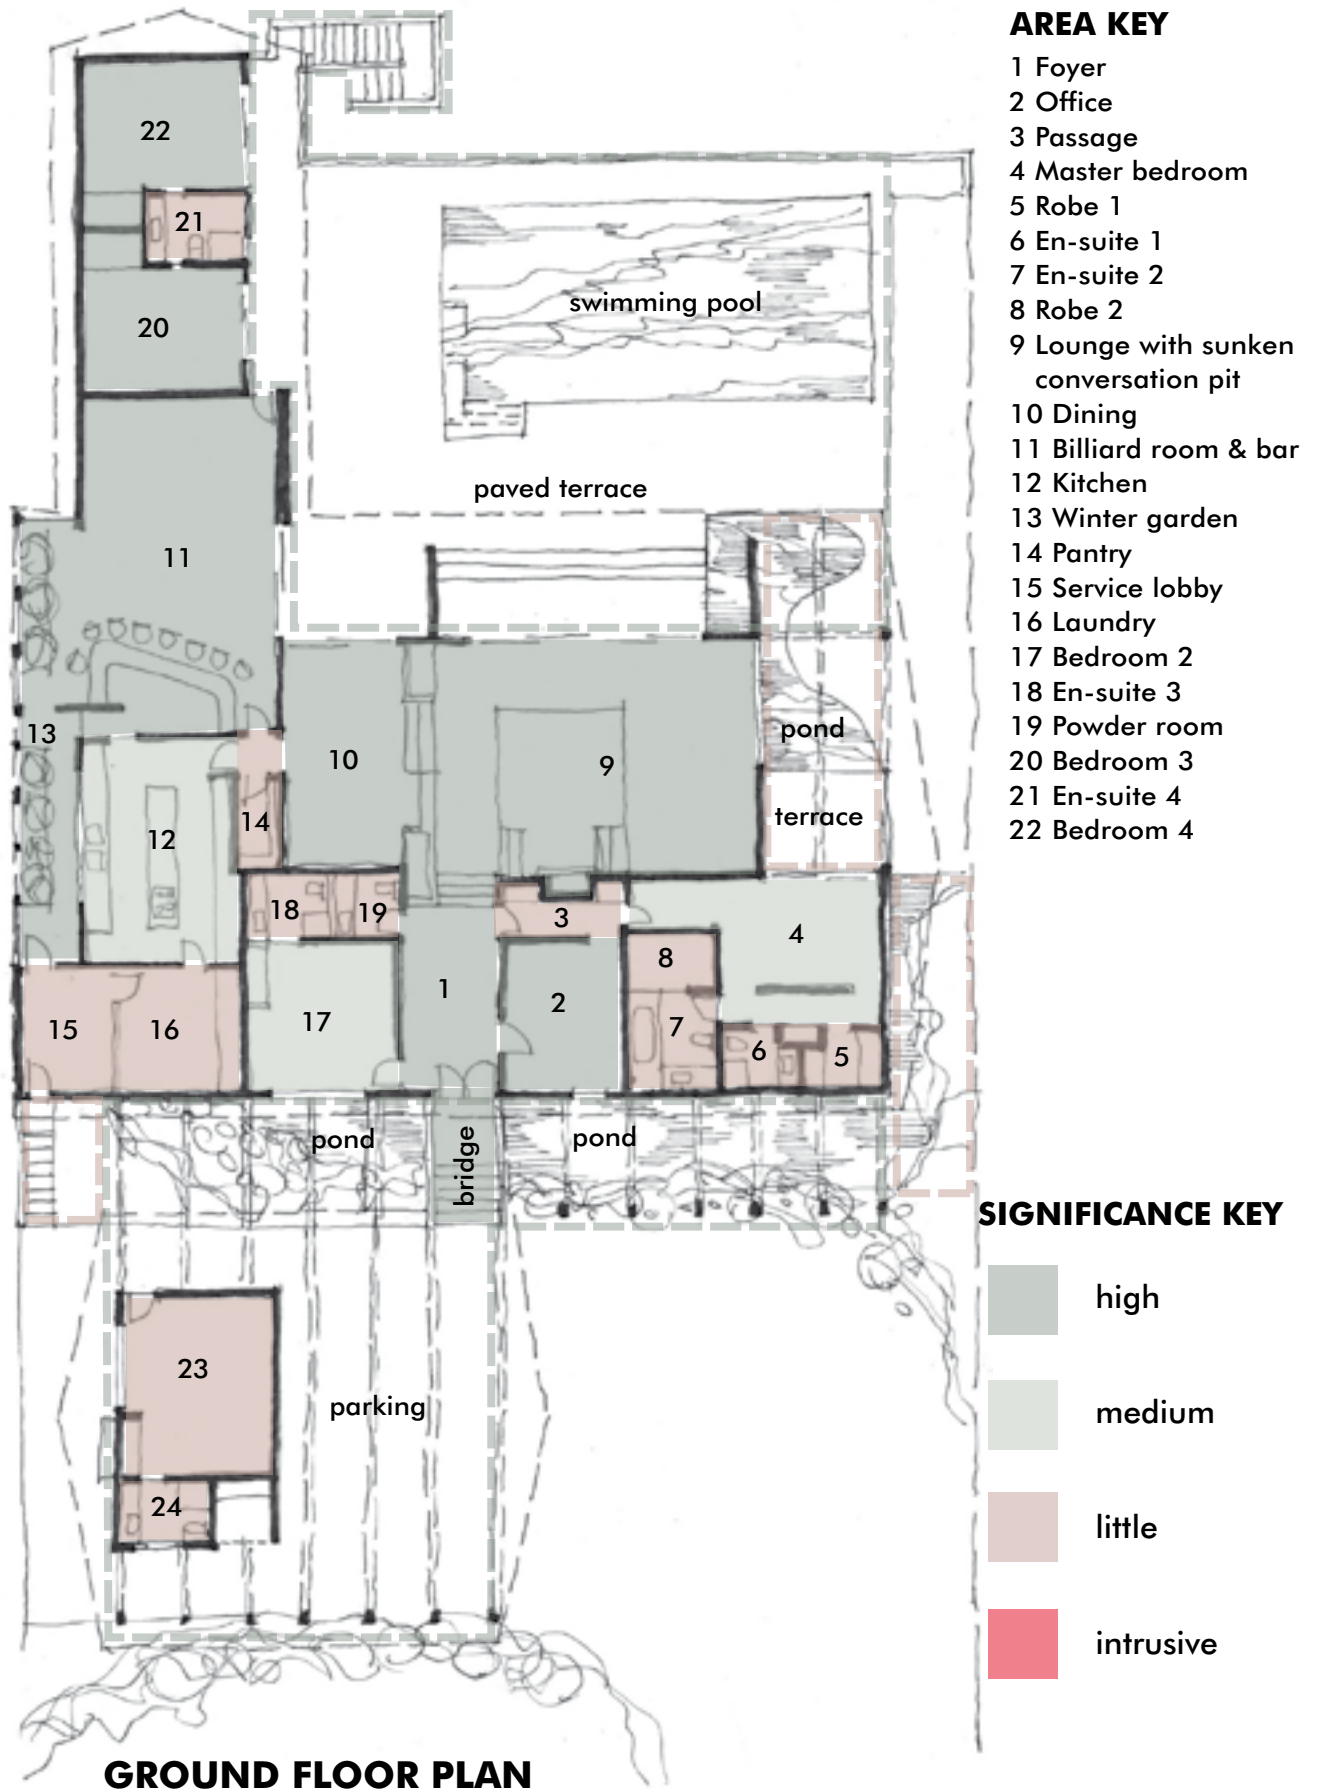 AREA KEY
1 Foyer
2 Office
3 Passage
4 Master bedroom
5 Robe 1
6 En-suite 1
7 En-suite 2
8 Robe 2
9 Lounge with sunken
conversation pit
10 Dining
11 Billiard room & bar
12 Kitchen
13 Winter garden
14 Pantry
15 Service lobby
16 Laundry
17 Bedroom 2
18 En-suite 3
19 Powder room
20 Bedroom 3
21 En-suite 4
22 Bedroom 4
22
21
20
swimming pool
paved terrace
11
13
10
9
pond
terrace
12
14
18
19
3
4
8
1
2
17
15
16
7
6
5
pond
bridge
pond
23
parking
24
SIGNIFICANCE KEY
high
medium
little
intrusive
GROUND FLOOR PLAN